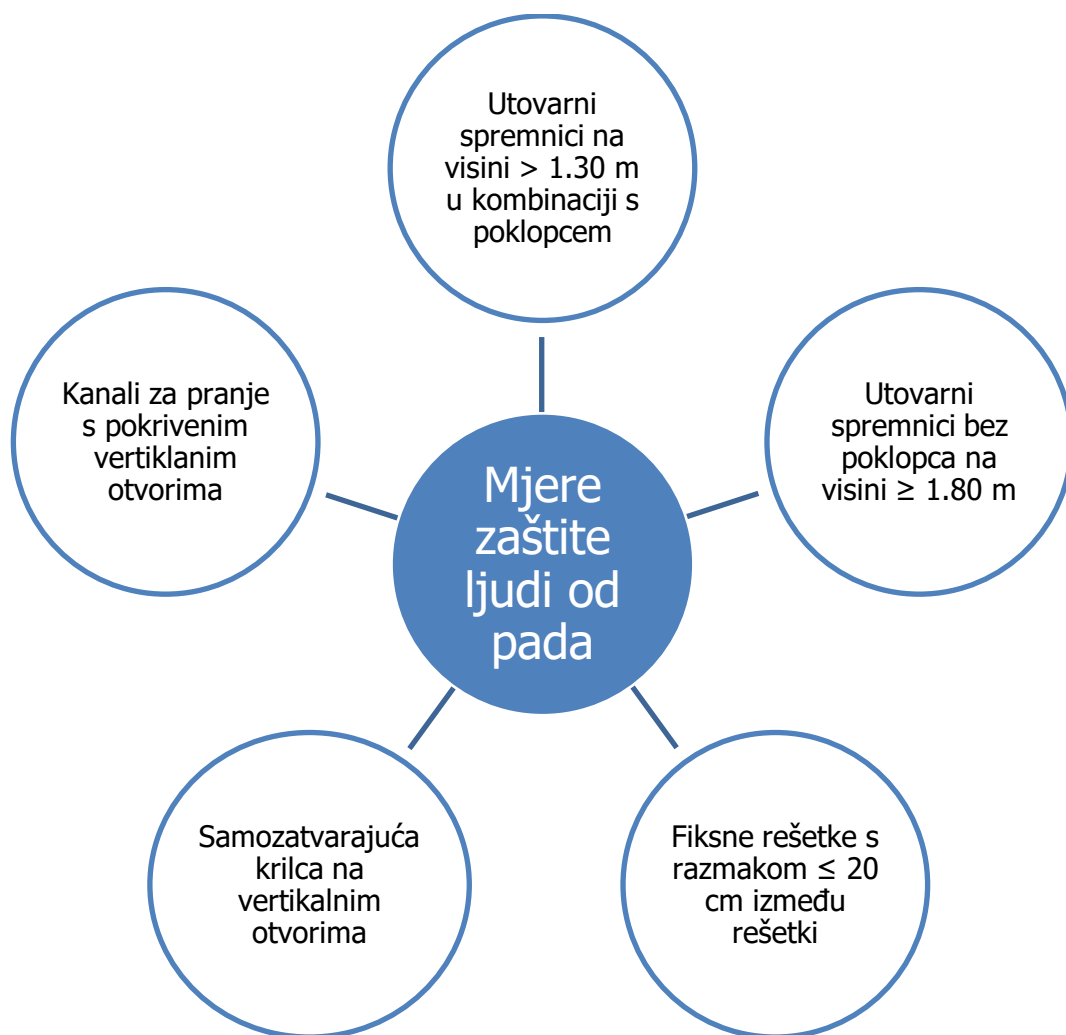 Utovarni
spremnici na
visini > 1.30 m
u kombinaciji s
poklopcem
Kanali za pranje
s pokrivenim
vertiklanim
otvorima
Utovarni
spremnici bez
poklopca na
visini ≥ 1.80 m
Mjere
zaštite
ljudi od
pada
Samozatvarajuća
krilca na
vertikalnim
otvorima
Fiksne rešetke s
razmakom ≤ 20
cm između
rešetki